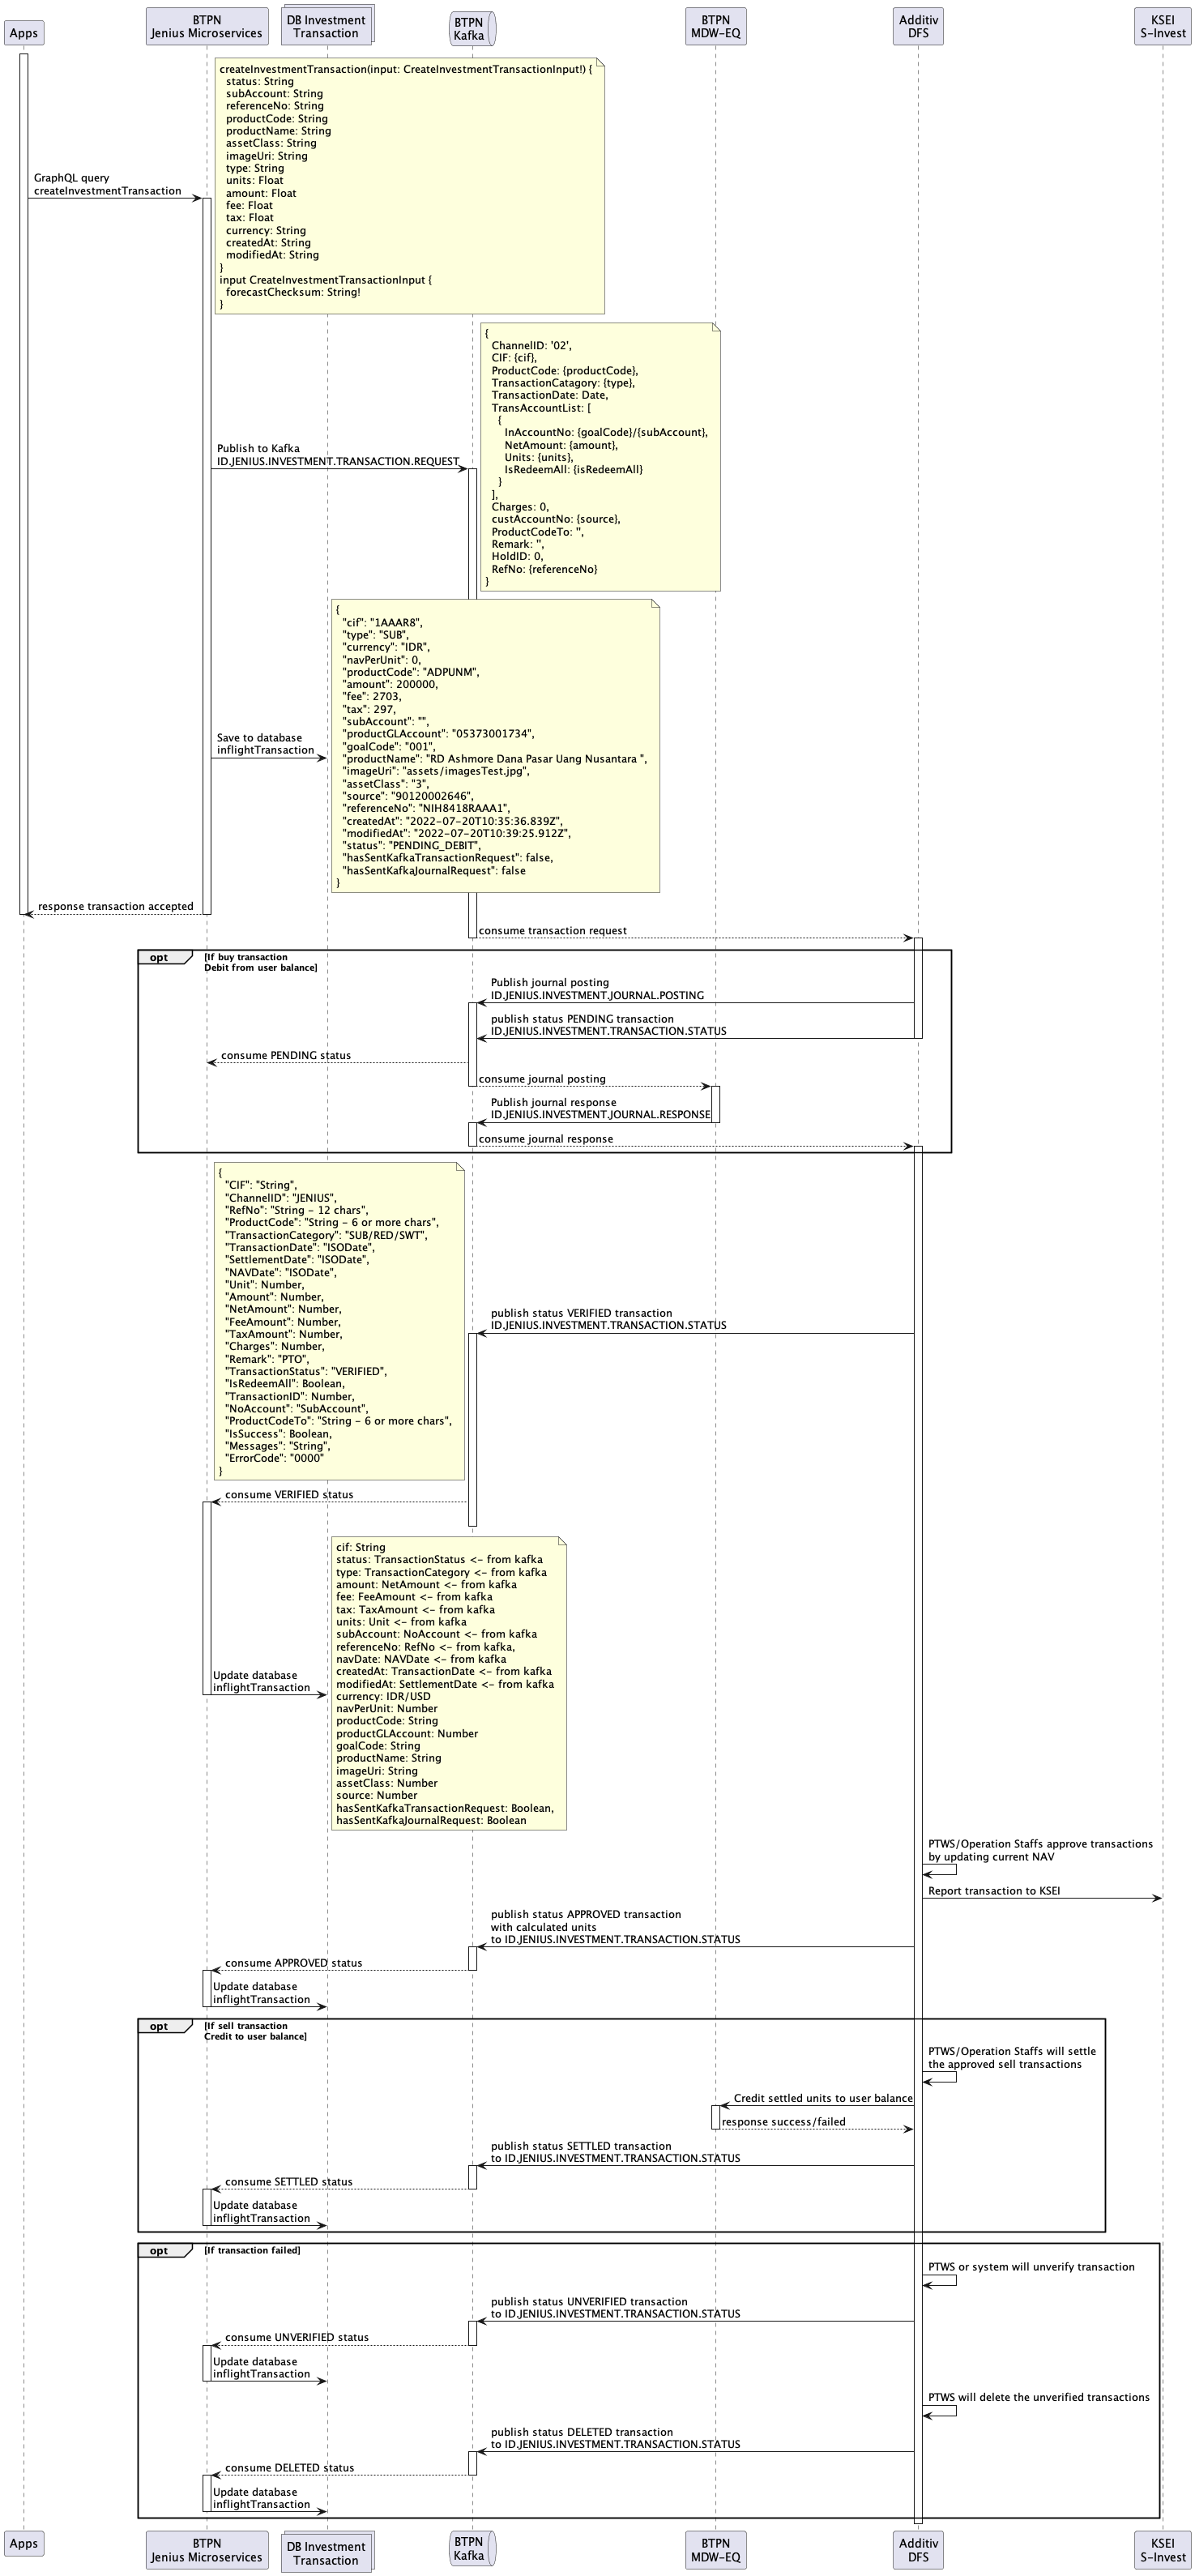 Apps
BTPN
Jenius Microservices
DB Investment
Transaction
BTPN
Kafka
BTPN
MDW-EQ
Additiv
DFS
KSEI
S-Invest
createInvestmentTransaction(input: CreateInvestmentTransactionInput!) {
status: String
subAccount: String
referenceNo: String
productCode: String
productName: String
assetClass: String
imageUri: String
type: String
units: Float
amount: Float
fee: Float
tax: Float
currency: String
createdAt: String
modifiedAt: String
}
input CreateInvestmentTransactionInput {
forecastChecksum: String!
}
GraphQL query
createInvestmentTransaction
{
ChannelID: '02',
CIF: {cif},
ProductCode: {productCode},
TransactionCatagory: {type},
TransactionDate: Date,
TransAccountList: [
{
InAccountNo: {goalCode}/{subAccount},
NetAmount: {amount},
Units: {units},
IsRedeemAll: {isRedeemAll}
}
],
Charges: 0,
custAccountNo: {source},
ProductCodeTo: '',
Remark: '',
HoldID: 0,
RefNo: {referenceNo}
}
Publish to Kafka
ID.JENIUS.INVESTMENT.TRANSACTION.REQUEST
{
"cif": "1AAAR8",
"type": "SUB",
"currency": "IDR",
"navPerUnit": 0,
"productCode": "ADPUNM",
"amount": 200000,
"fee": 2703,
"tax": 297,
"subAccount": "",
"productGLAccount": "05373001734",
"goalCode": "001",
"productName": "RD Ashmore Dana Pasar Uang Nusantara ",
"imageUri": "assets/imagesTest.jpg",
"assetClass": "3",
"source": "90120002646",
"referenceNo": "NIH8418RAAA1",
"createdAt": "2022-07-20T10:35:36.839Z",
"modifiedAt": "2022-07-20T10:39:25.912Z",
"status": "PENDING_DEBIT",
"hasSentKafkaTransactionRequest": false,
"hasSentKafkaJournalRequest": false
}
Save to database
inflightTransaction
response transaction accepted
consume transaction request
opt
[If buy transaction
Debit from user balance]
Publish journal posting
ID.JENIUS.INVESTMENT.JOURNAL.POSTING
publish status PENDING transaction
ID.JENIUS.INVESTMENT.TRANSACTION.STATUS
consume PENDING status
consume journal posting
Publish journal response
ID.JENIUS.INVESTMENT.JOURNAL.RESPONSE
consume journal response
{
"CIF": "String",
"ChannelID": "JENIUS",
"RefNo": "String - 12 chars",
"ProductCode": "String - 6 or more chars",
"TransactionCategory": "SUB/RED/SWT",
"TransactionDate": "ISODate",
"SettlementDate": "ISODate",
"NAVDate": "ISODate",
"Unit": Number,
"Amount": Number,
"NetAmount": Number,
"FeeAmount": Number,
"TaxAmount": Number,
"Charges": Number,
"Remark": "PTO",
"TransactionStatus": "VERIFIED",
"IsRedeemAll": Boolean,
"TransactionID": Number,
"NoAccount": "SubAccount",
"ProductCodeTo": "String - 6 or more chars",
"IsSuccess": Boolean,
"Messages": "String",
"ErrorCode": "0000"
}
publish status VERIFIED transaction
ID.JENIUS.INVESTMENT.TRANSACTION.STATUS
consume VERIFIED status
cif: String
status: TransactionStatus <- from kafka
type: TransactionCategory <- from kafka
amount: NetAmount <- from kafka
fee: FeeAmount <- from kafka
tax: TaxAmount <- from kafka
units: Unit <- from kafka
subAccount: NoAccount <- from kafka
referenceNo: RefNo <- from kafka,
navDate: NAVDate <- from kafka
createdAt: TransactionDate <- from kafka
modifiedAt: SettlementDate <- from kafka
currency: IDR/USD
navPerUnit: Number
productCode: String
productGLAccount: Number
goalCode: String
productName: String
imageUri: String
assetClass: Number
source: Number
hasSentKafkaTransactionRequest: Boolean,
hasSentKafkaJournalRequest: Boolean
Update database
inflightTransaction
PTWS/Operation Staffs approve transactions
by updating current NAV
Report transaction to KSEI
publish status APPROVED transaction
with calculated units
to ID.JENIUS.INVESTMENT.TRANSACTION.STATUS
consume APPROVED status
Update database
inflightTransaction
opt
[If sell transaction
Credit to user balance]
PTWS/Operation Staffs will settle
the approved sell transactions
Credit settled units to user balance
response success/failed
publish status SETTLED transaction
to ID.JENIUS.INVESTMENT.TRANSACTION.STATUS
consume SETTLED status
Update database
inflightTransaction
opt
[If transaction failed]
PTWS or system will unverify transaction
publish status UNVERIFIED transaction
to ID.JENIUS.INVESTMENT.TRANSACTION.STATUS
consume UNVERIFIED status
Update database
inflightTransaction
PTWS will delete the unverified transactions
publish status DELETED transaction
to ID.JENIUS.INVESTMENT.TRANSACTION.STATUS
consume DELETED status
Update database
inflightTransaction
Apps
BTPN
Jenius Microservices
DB Investment
Transaction
BTPN
Kafka
BTPN
MDW-EQ
Additiv
DFS
KSEI
S-Invest